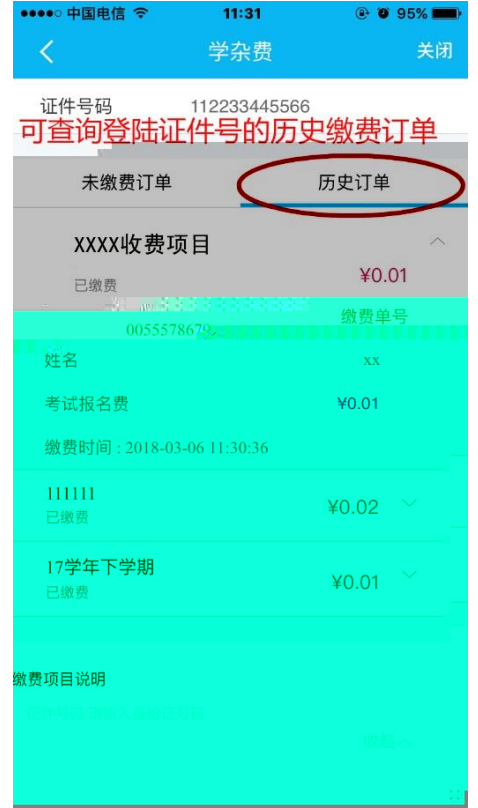 中国电信 11:31 95%
学杂费 关闭
证件号码 112233445566
可查询登陆证件号的历史缴费订单
未缴费订单 历史订单
XXXX收费项目
已缴费 ¥0.01
缴费单号
0055578679
姓名 xx
考试报名费 ¥0.01
缴费时间 : 2018-03-06 11:30:36
111111
已缴费 ¥0.02
17学年下学期
已缴费 ¥0.01
缴费项目说明